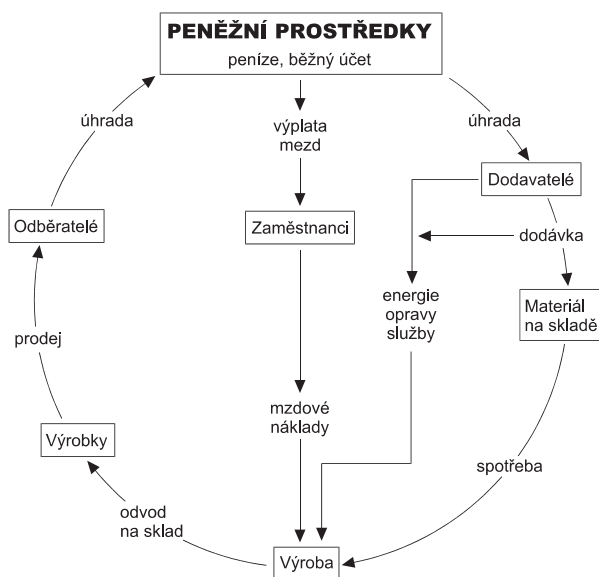 PENĚŽNÍ PROSTŘEDKY
peníze, běžný účet
úhrada
výplata
mezd
úhrada
Dodavatelé
Odběratelé
Zaměstnanci
dodávka
energie
opravy
služby
Materiál
na skladě
prodej
mzdové
náklady
Výrobky
spotřeba
odvod
na sklad
Výroba